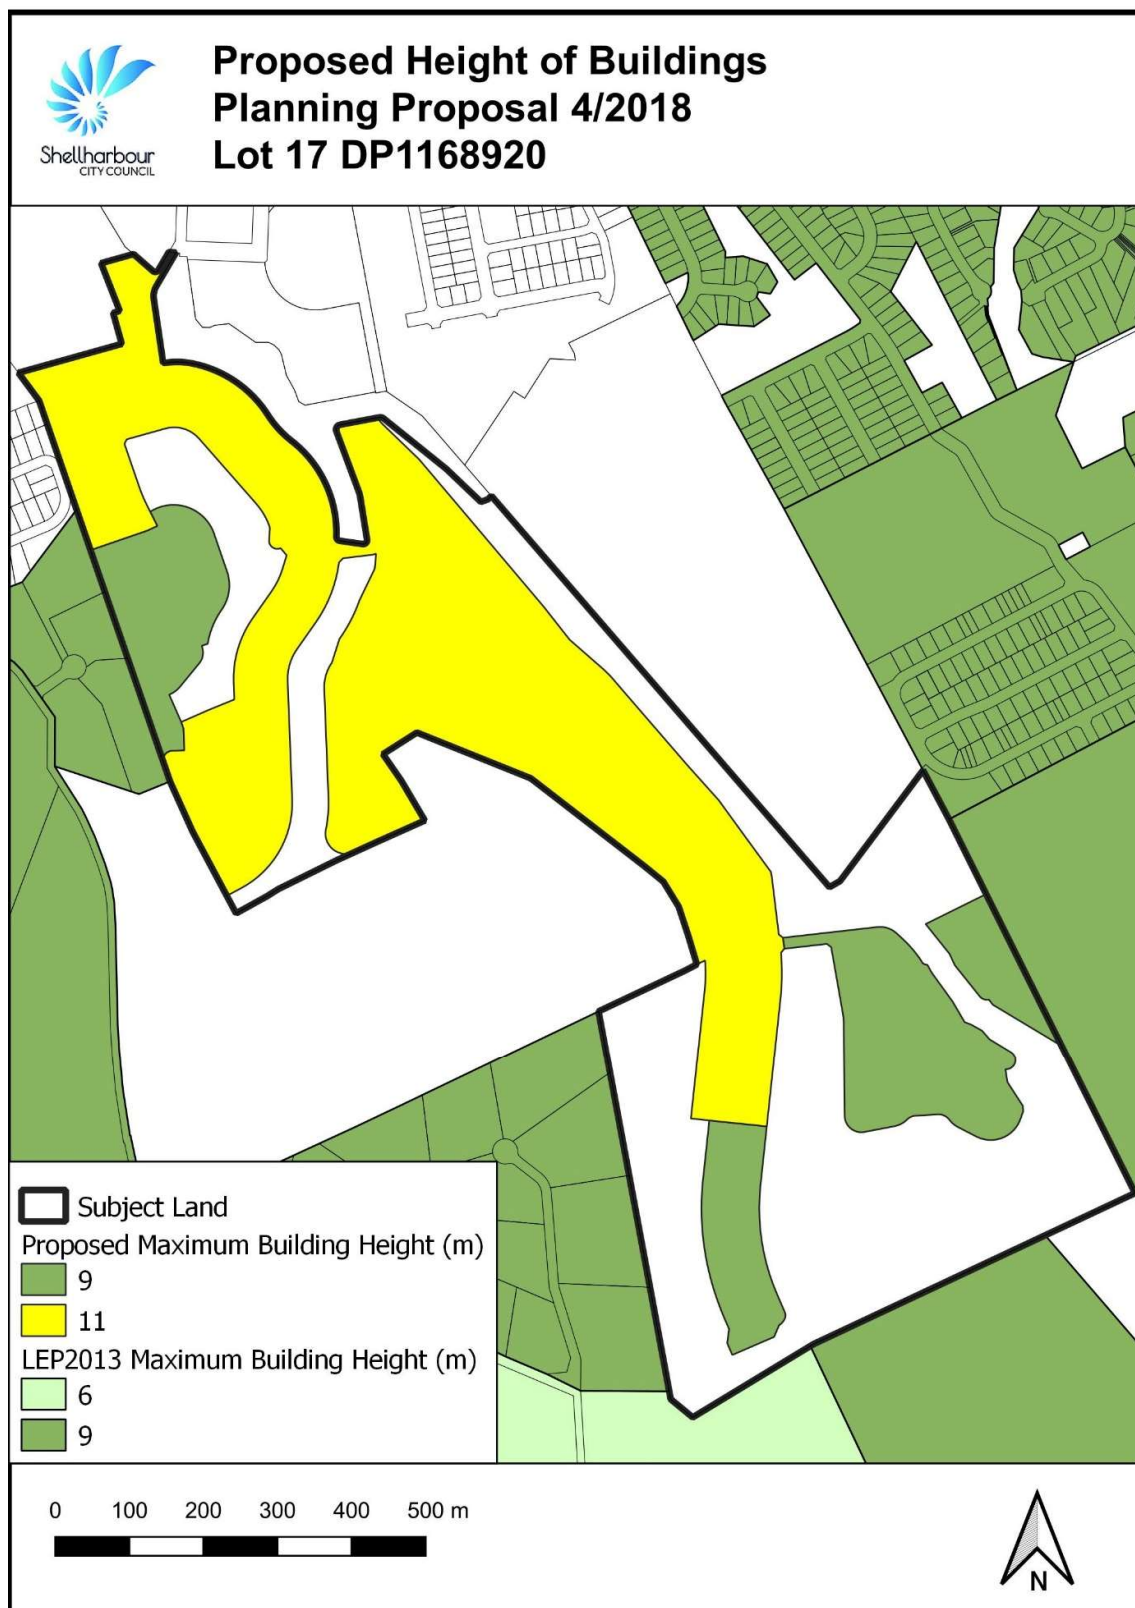 Proposed Height of Buildings
Planning Proposal 4/2018
Lot 17 DP1168920
Shellharbour
CITY COUNCIL
Subject Land
Proposed Maximum Building Height (m)
9
11
LEP2013 Maximum Building Height (m)
6
9
0 100 200 300 400 500 m
N